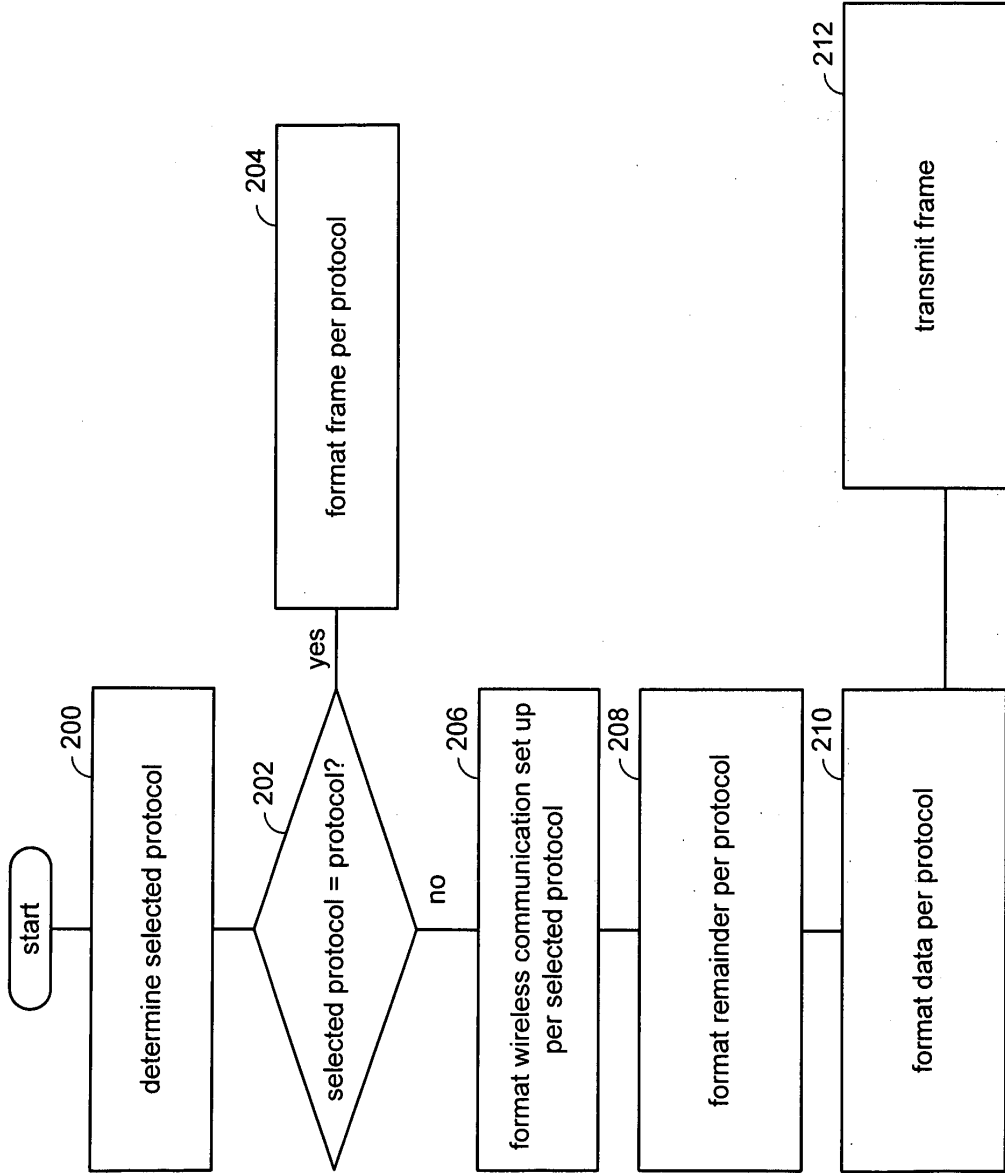 start
200
determine selected protocol
202
selected protocol = protocol?
yes
204
format frame per protocol
no
206
format wireless communication set up
per selected protocol
208
format remainder per protocol
210
format data per protocol
212
transmit frame